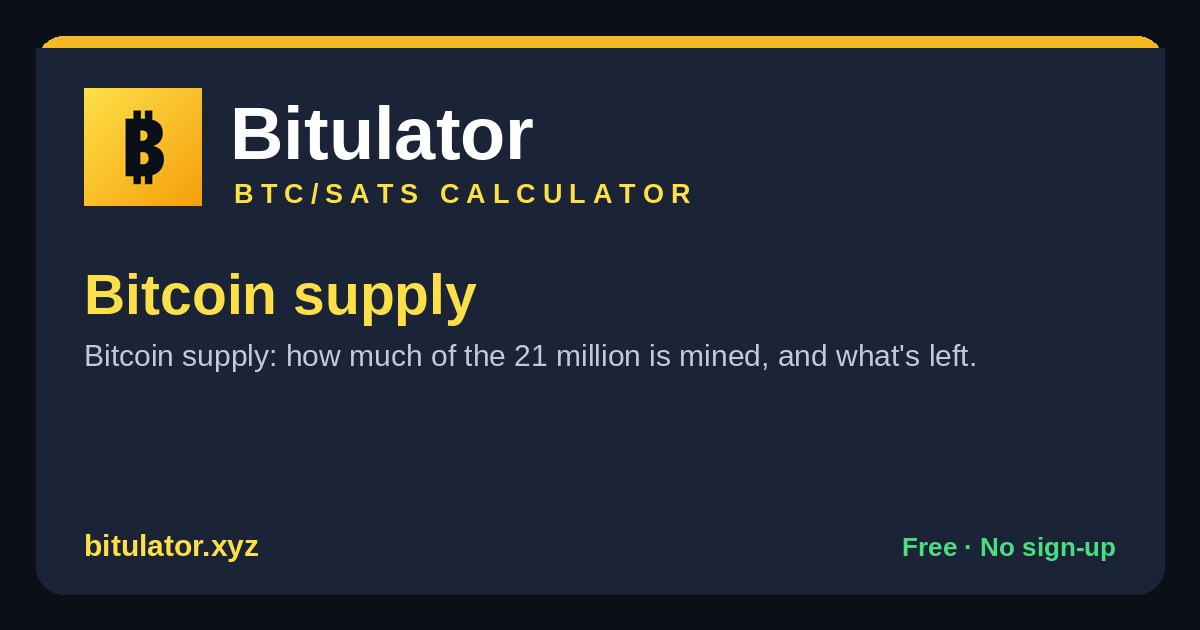 Bitulator
BTC/SATS CALCULATOR
Bitcoin supply
Bitcoin supply: how much of the 21 million is mined, and what's left.
bitulator.xyz
Free · No sign-up